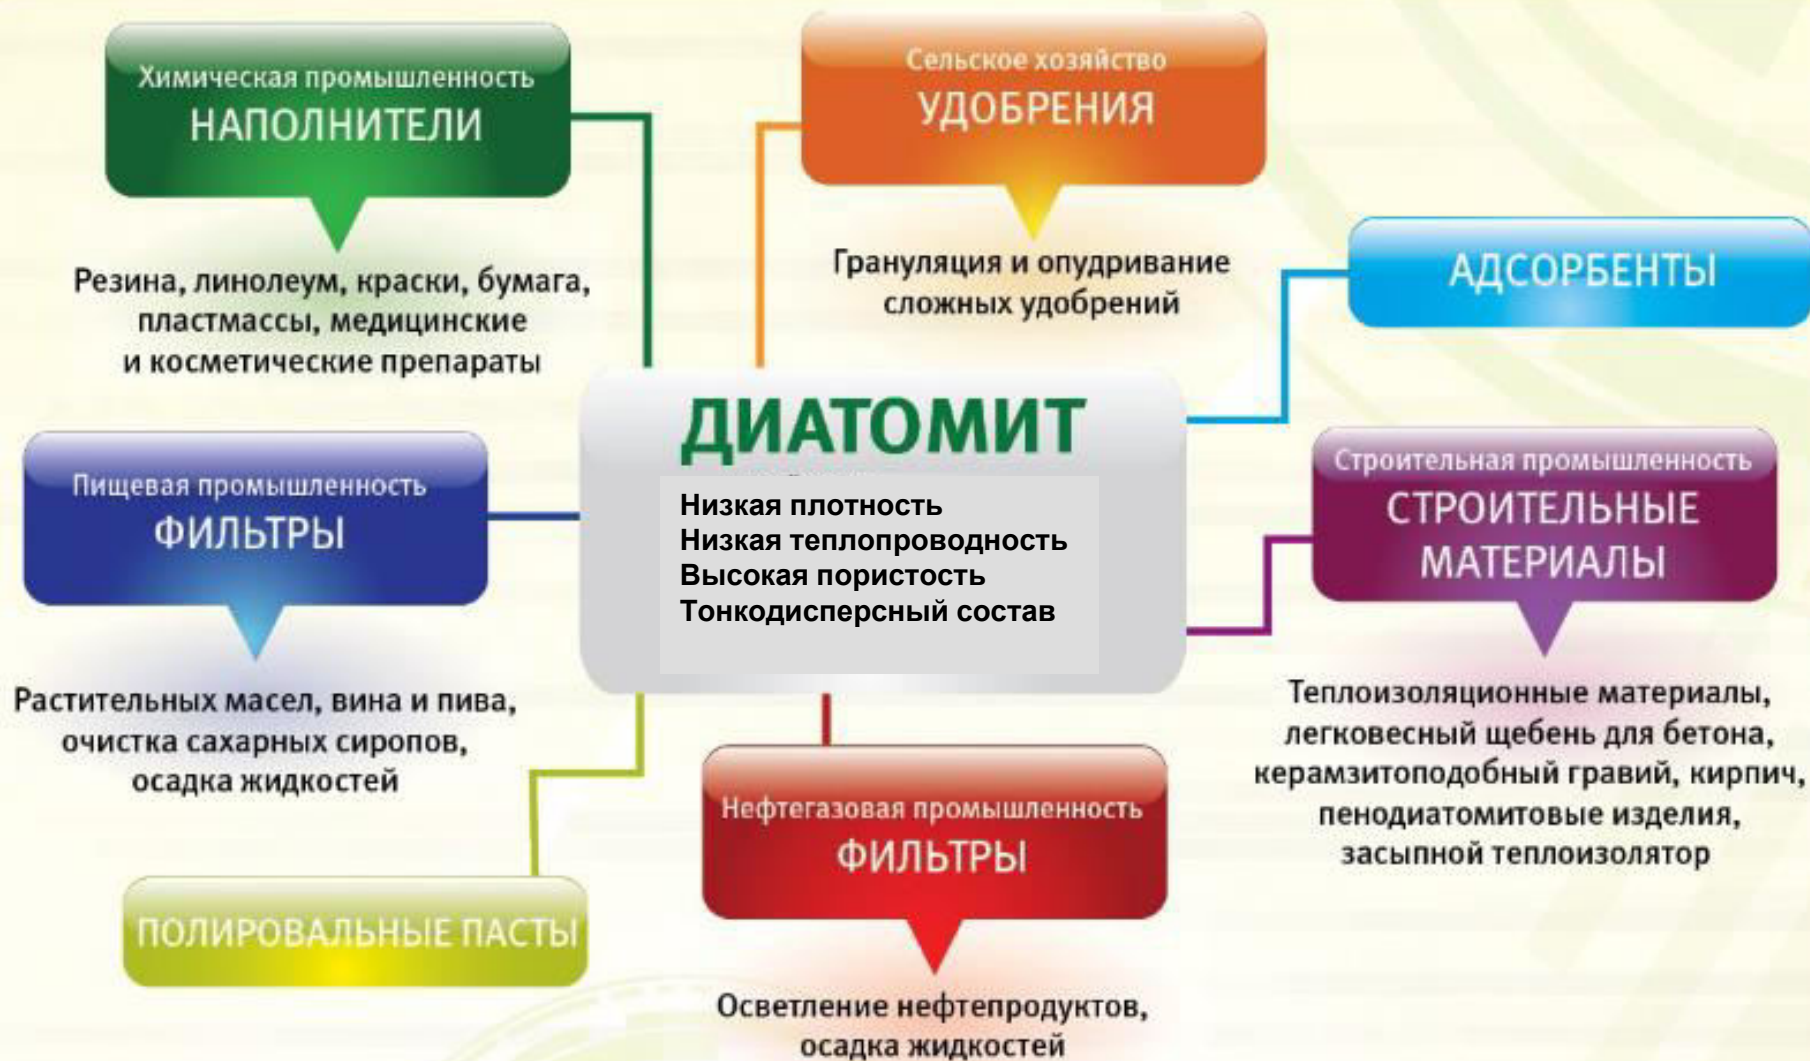 Химическая промышленность
НАПОЛНИТЕЛИ
Резина, линолеум, краски, бумага,
пластмассы, медицинские
и косметические препараты
Сельское хозяйство
УДОБРЕНИЯ
Грануляция и опудривание
сложных удобрений
АДСОРБЕНТЫ
ДИАТОМИТ
Низкая плотность
Низкая теплопроводность
Высокая пористость
Тонкодисперсный состав
Пищевая промышленность
ФИЛЬТРЫ
Растительных масел, вина и пива,
очистка сахарных сиропов,
осадка жидкостей
Строительная промышленность
СТРОИТЕЛЬНЫЕ
МАТЕРИАЛЫ
Теплоизоляционные материалы,
легковесный щебень для бетона,
керамзитоподобный гравий, кирпич,
пенодиатомитовые изделия,
засыпной теплоизолятор
ПОЛИРОВАЛЬНЫЕ ПАСТЫ
Нефтегазовая промышленность
ФИЛЬТРЫ
Осветление нефтепродуктов,
осадка жидкостей